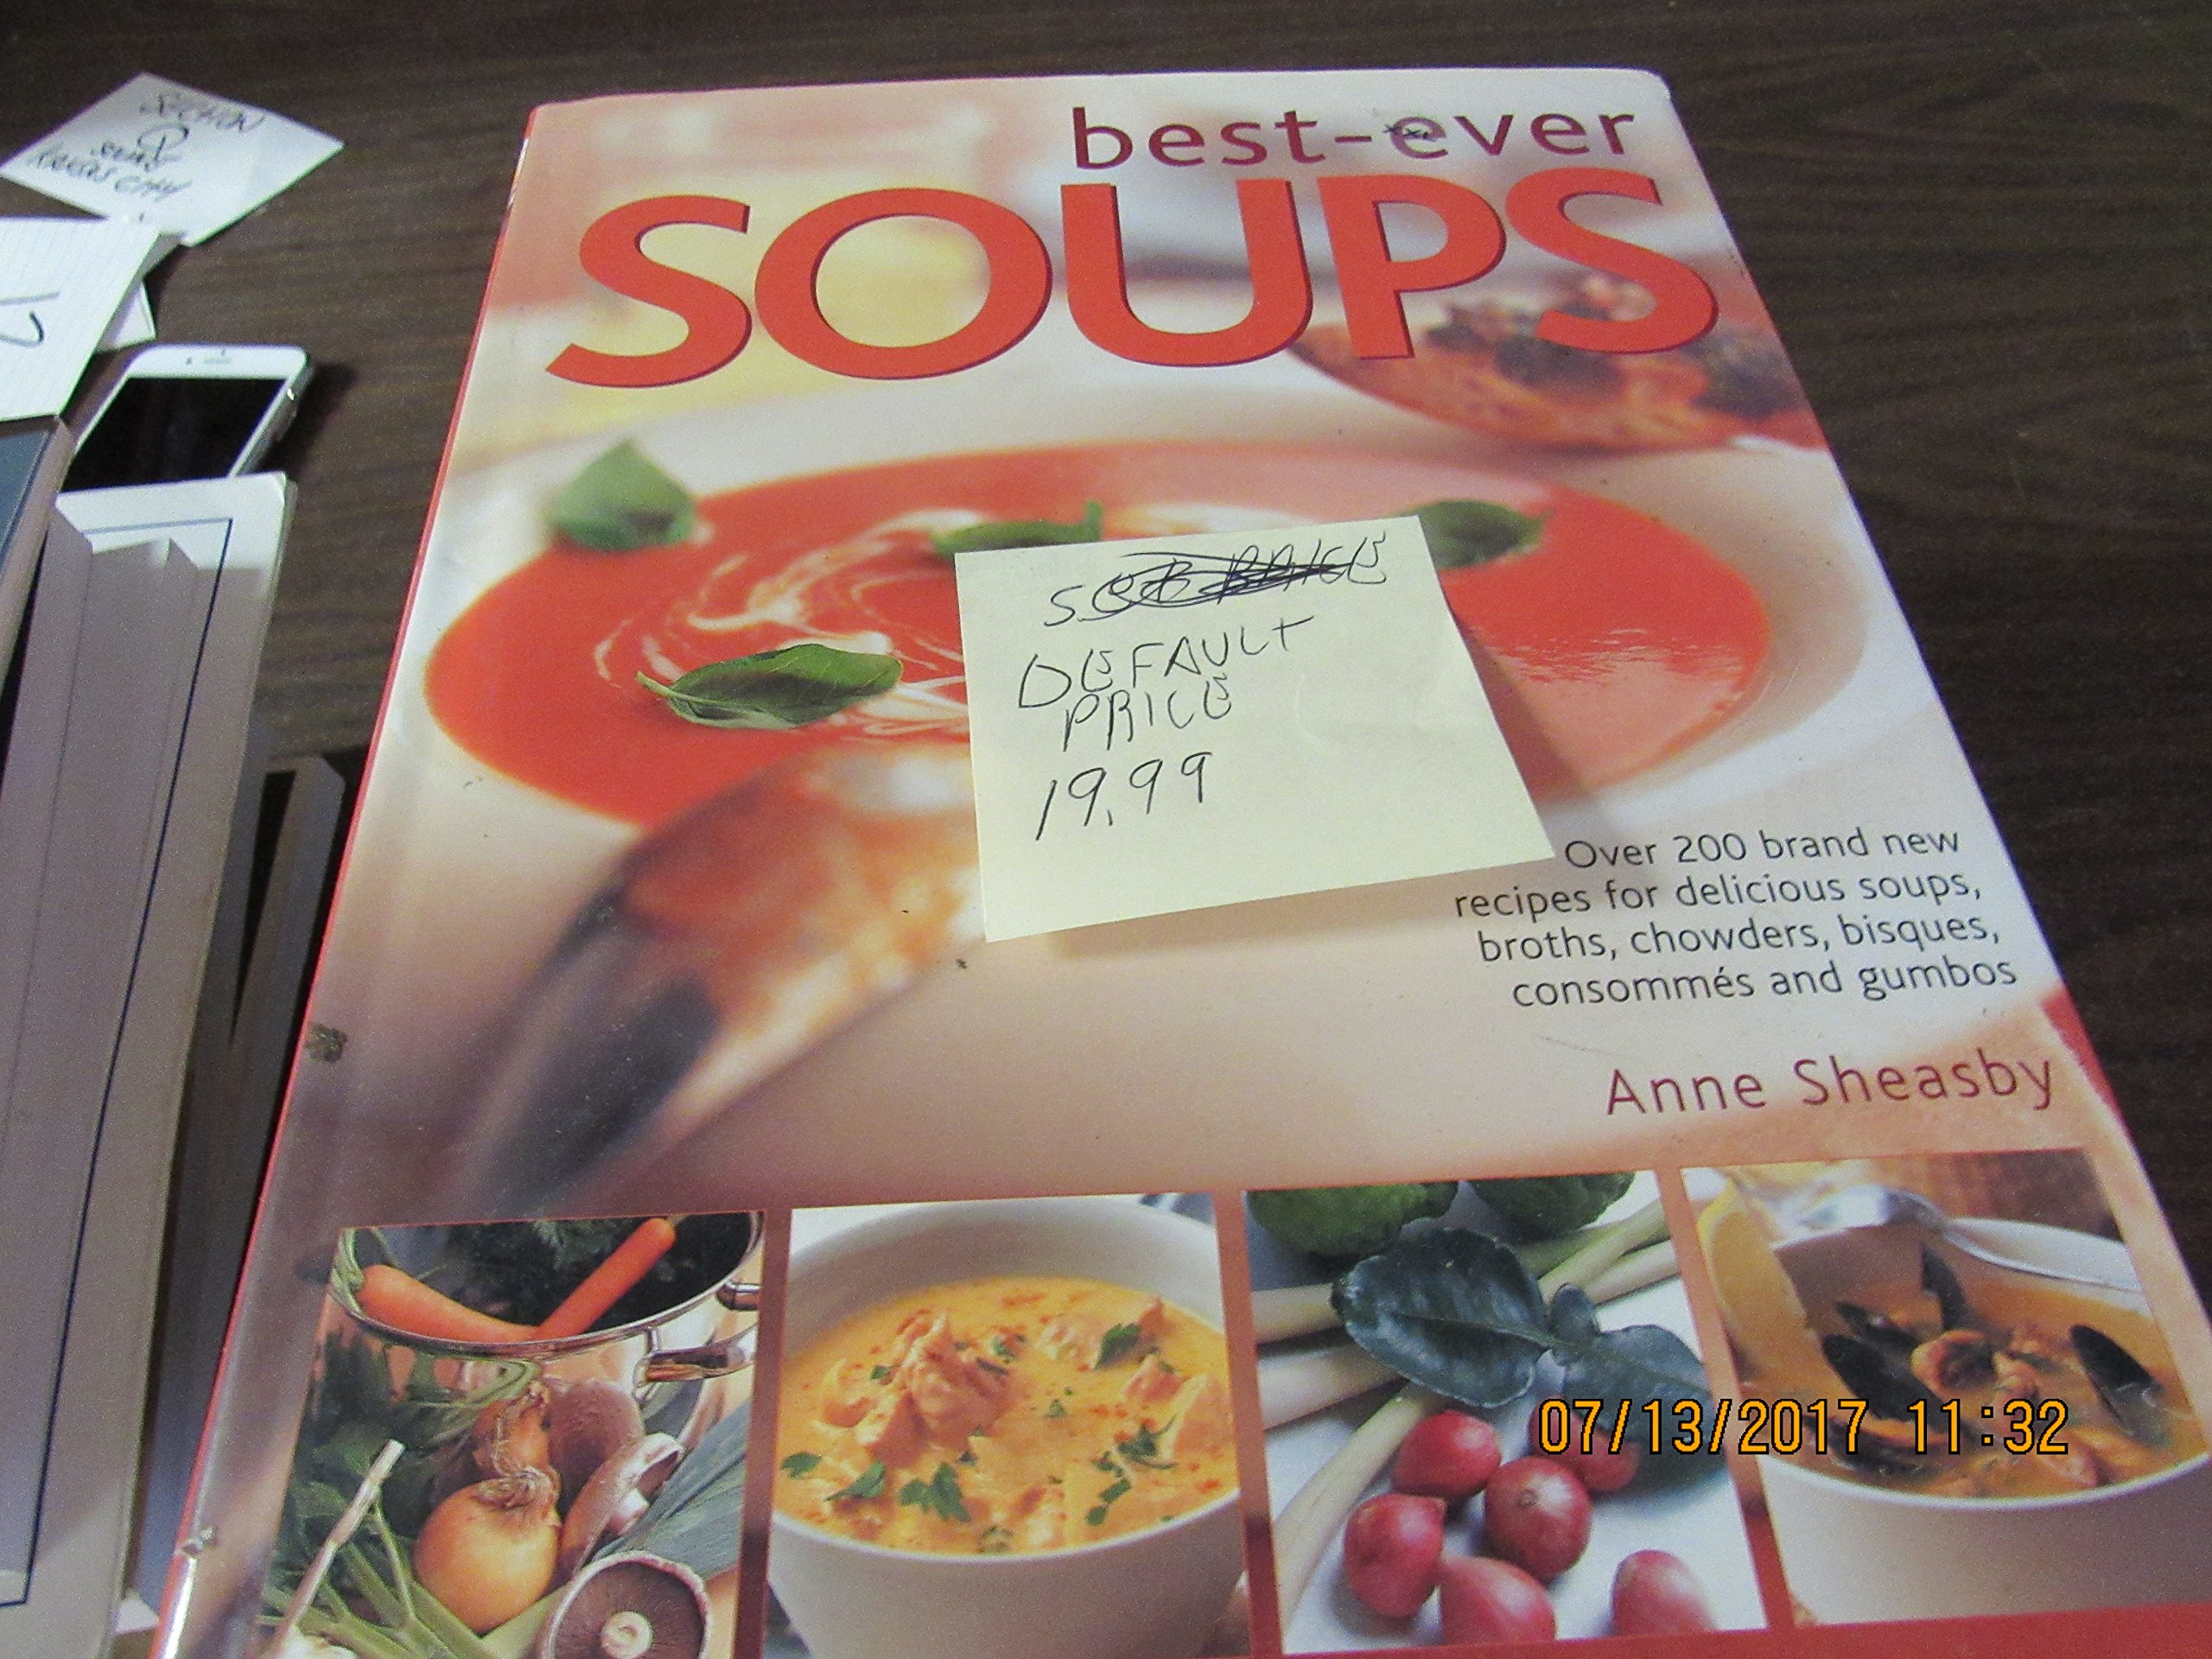 best-ever
SOUPS
DEFAULT
PRICE
19.99
Over 200 brand new
recipes for delicious soups,
broths, chowders, bisques,
consommés and gumbos
Anne Sheasby
07/13/2017 11:32
SECTION